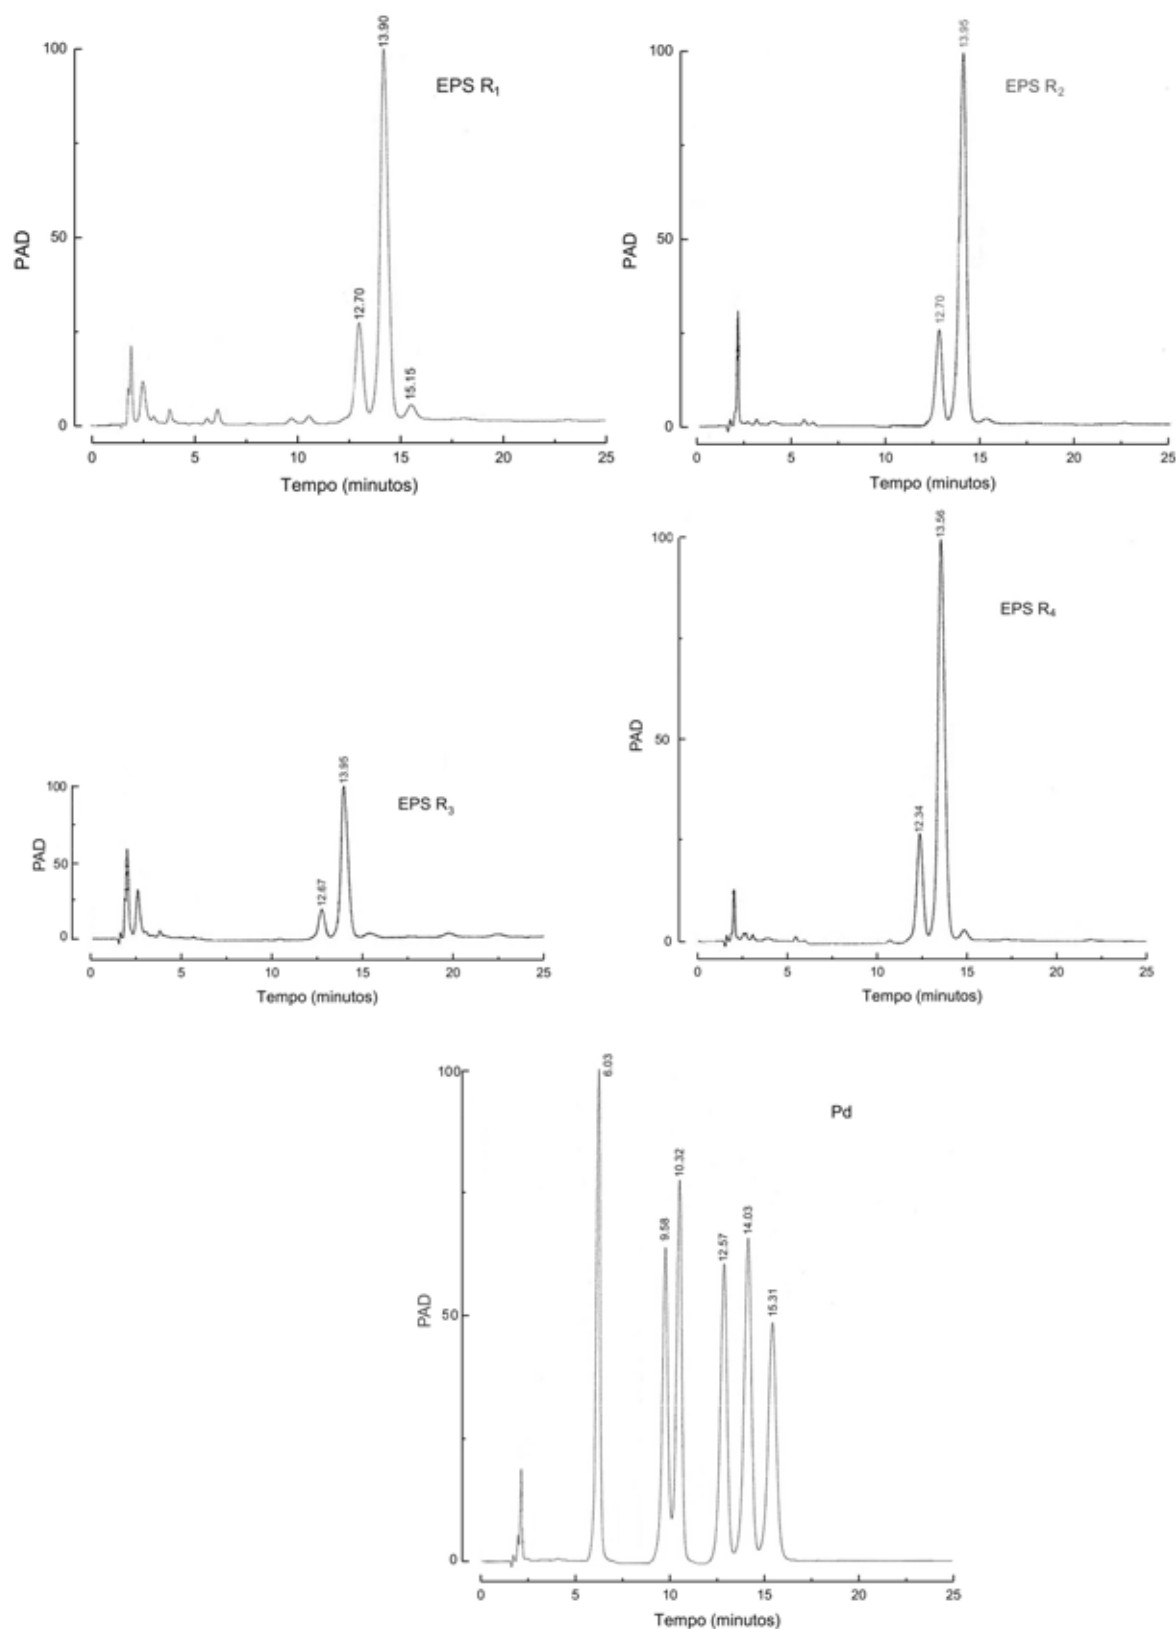 13.90
100
EPS R₁
PAD
50
12.70
15.15
0
0 5 10 15 20 25
Tempo (minutos)
13.95
100
EPS R₂
PAD
50
12.70
0
0 5 10 15 20 25
Tempo (minutos)
13.95
100
EPS R₃
PAD
50
12.67
0
0 5 10 15 20 25
Tempo (minutos)
13.56
100
EPS R₄
PAD
50
12.34
0
0 5 10 15 20 25
Tempo (minutos)
6.03
100
Pd
10.32
9.58
12.57
14.03
15.31
PAD
50
0
0 5 10 15 20 25
Tempo (minutos)